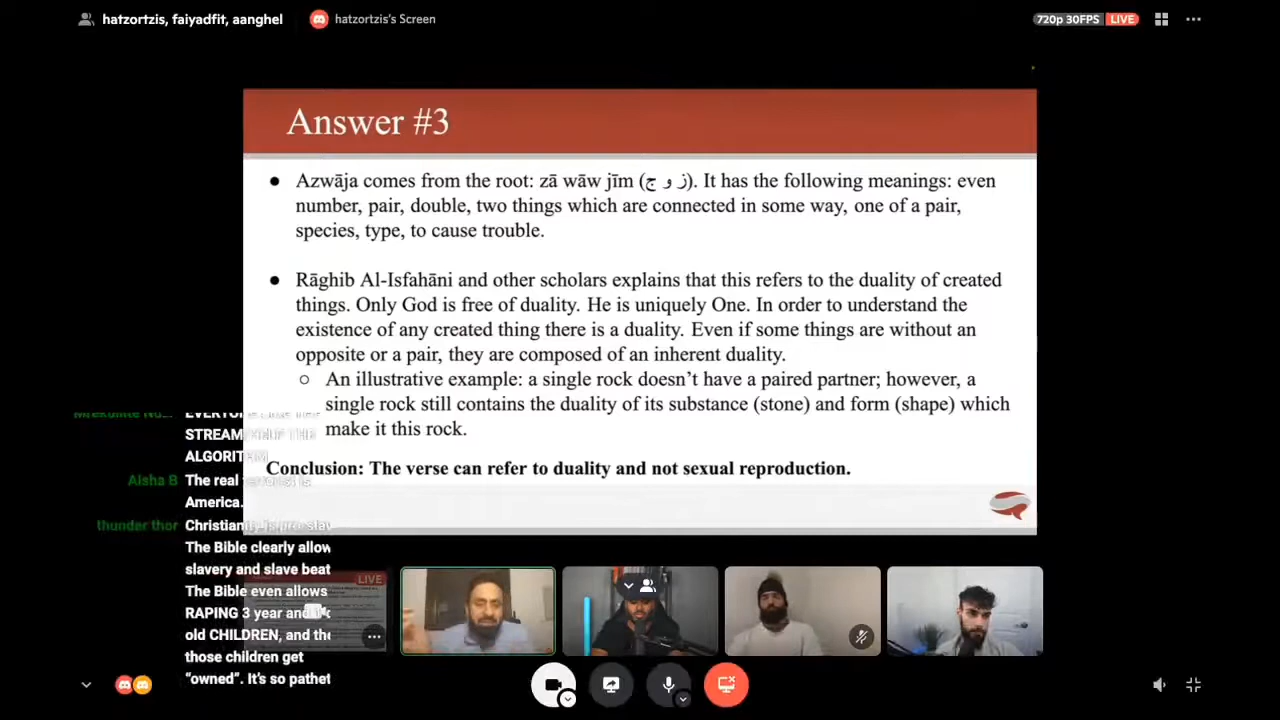 hatzortzis, faiyadfit, aanghel
hatzortzis's Screen
720p 30FPS LIVE
Answer #3
● Azwāja comes from the root: zā wāw jīm (ز و ج). It has the following meanings: even
number, pair, double, two things which are connected in some way, one of a pair,
species, type, to cause trouble.
● Rāghib Al-Isfahāni and other scholars explains that this refers to the duality of created
things. Only God is free of duality. He is uniquely One. In order to understand the
existence of any created thing there is a duality. Even if some things are without an
opposite or a pair, they are composed of an inherent duality.
○ An illustrative example: a single rock doesn't have a paired partner; however, a
single rock still contains the duality of its substance (stone) and form (shape) which
make it this rock.
Conclusion: The verse can refer to duality and not sexual reproduction.
STREAM THE
ALGORITHM
Aisha B The real terrorist is
America.
thunder thor Christianity is pro slav
The Bible clearly allow
slavery and slave beat
The Bible even allows
RAPING 3 year and
old CHILDREN, and the
those children get
"owned". It's so pathet
LIVE